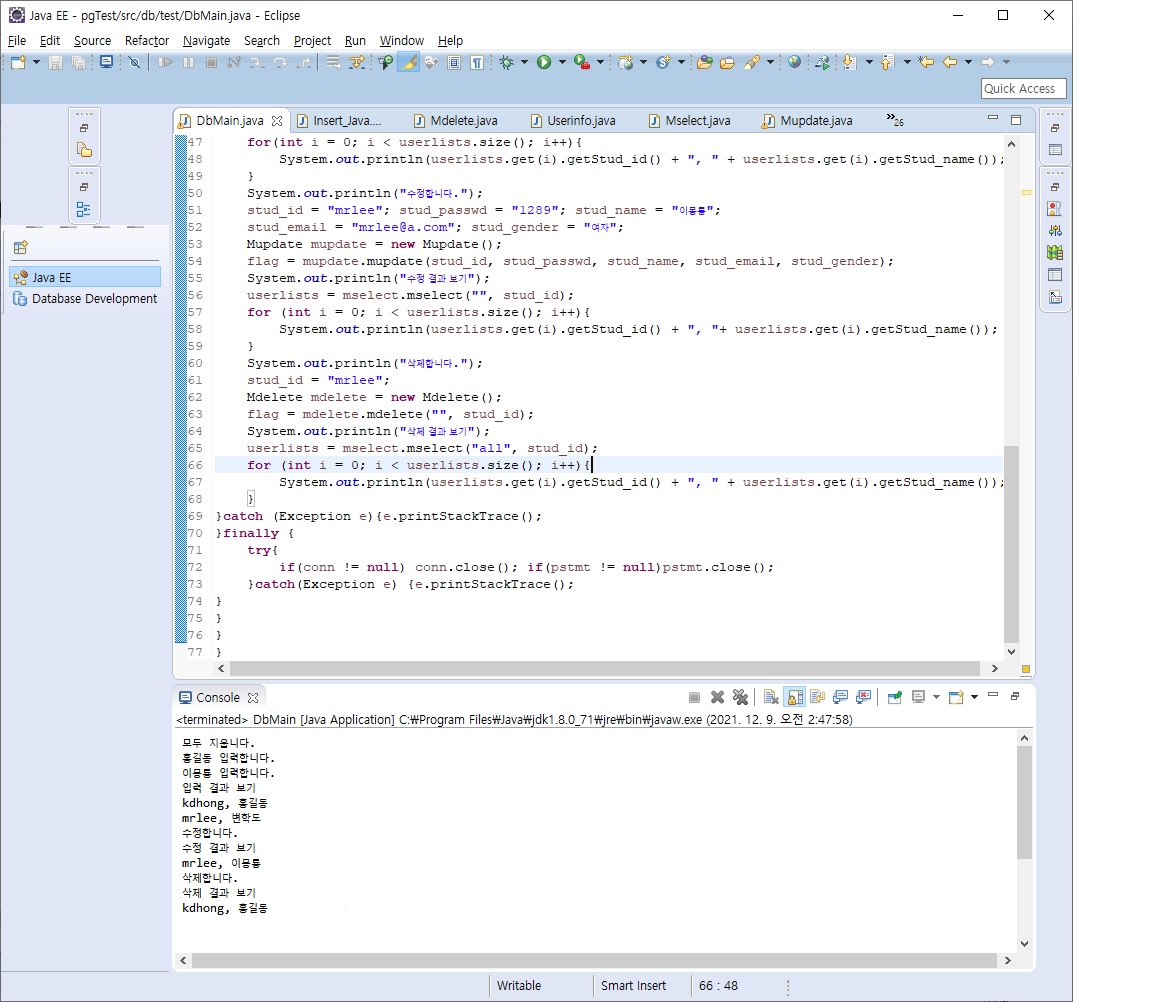 Java EE - pgTest/src/db/test/DbMain.java - Eclipse
File Edit Source Refactor Navigate Search Project Run Window Help
Quick Access
DbMain.java Insert_Java.... Mdelete.java Userinfo.java Mselect.java Mupdate.java »26
Java EE
Database Development
47 for(int i = 0; i < userlists.size(); i++){
48 System.out.println(userlists.get(i).getStud_id() + ", " + userlists.get(i).getStud_name());
49 }
50 System.out.println("수정합니다.");
51 stud_id = "mrlee"; stud_passwd = "1289"; stud_name = "이몽룡";
52 stud_email = "mrlee@a.com"; stud_gender = "여자";
53 Mupdate mupdate = new Mupdate();
54 flag = mupdate.mupdate(stud_id, stud_passwd, stud_name, stud_email, stud_gender);
55 System.out.println("수정 결과 보기");
56 userlists = mselect.mselect("", stud_id);
57 for (int i = 0; i < userlists.size(); i++){
58 System.out.println(userlists.get(i).getStud_id() + ", "+ userlists.get(i).getStud_name());
59 }
60 System.out.println("삭제합니다.");
61 stud_id = "mrlee";
62 Mdelete mdelete = new Mdelete();
63 flag = mdelete.mdelete("", stud_id);
64 System.out.println("삭제 결과 보기");
65 userlists = mselect.mselect("all", stud_id);
66 for (int i = 0; i < userlists.size(); i++){
67 System.out.println(userlists.get(i).getStud_id() + ", " + userlists.get(i).getStud_name());
68 }
69 }catch (Exception e){e.printStackTrace();
70 }finally {
71 try{
72 if(conn != null) conn.close(); if(pstmt != null)pstmt.close();
73 }catch(Exception e) {e.printStackTrace();
74 }
75 }
76 }
77 }
Console
<terminated> DbMain [Java Application] C:₩Program Files₩Java₩jdk1.8.0_71₩jre₩bin₩javaw.exe (2021. 12. 9. 오전 2:47:58)
모두 지웁니다.
홍길동 입력합니다.
이몽룡 입력합니다.
입력 결과 보기
kdhong, 홍길동
mrlee, 변학도
수정합니다.
수정 결과 보기
mrlee, 이몽룡
삭제합니다.
삭제 결과 보기
kdhong, 홍길동
Writable Smart Insert 66 : 48